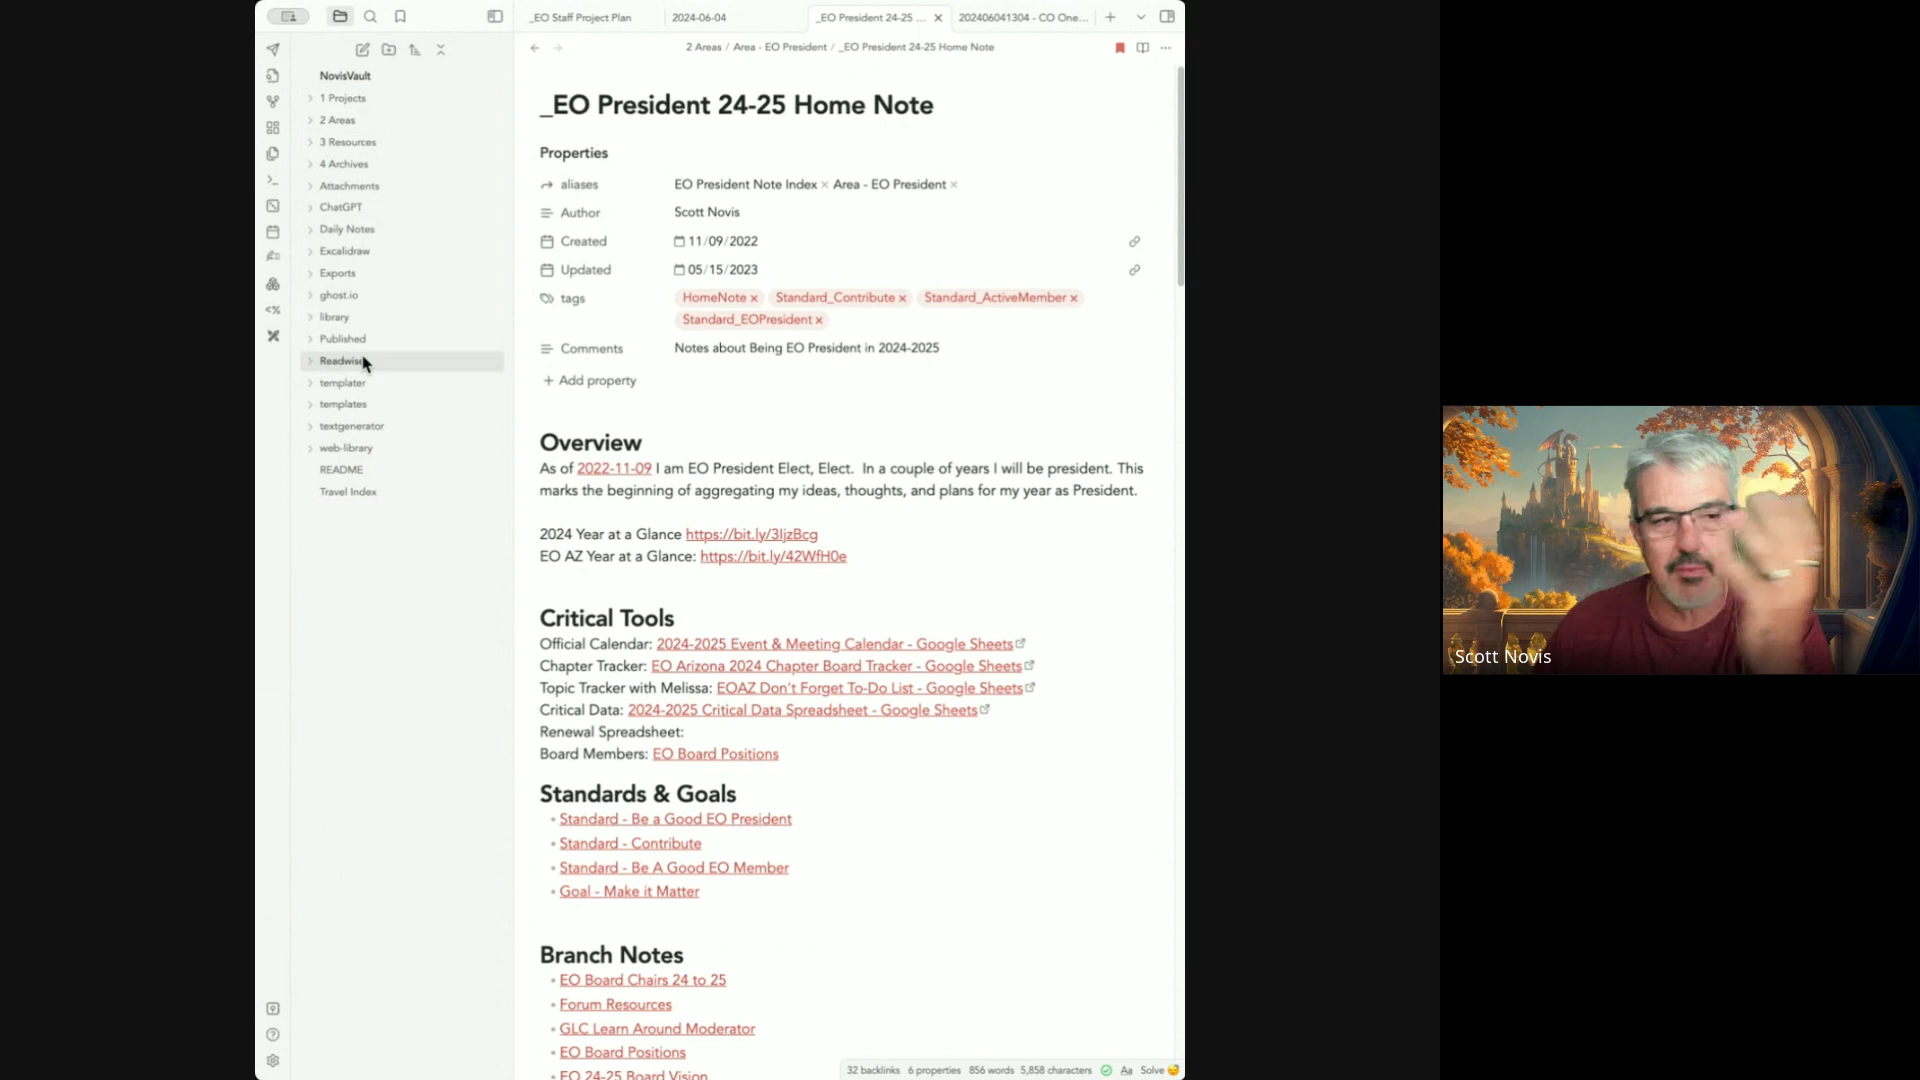 _EO Staff Project Plan
2024-06-04
_EO President 24-25 ...
202406041304 - CO One...
2 Areas / Area - EO President / _EO President 24-25 Home Note
NovisVault
1 Projects
2 Areas
3 Resources
4 Archives
Attachments
ChatGPT
Daily Notes
Excalidraw
Exports
ghost.io
library
Published
Readwise
templater
templates
textgenerator
web-library
README
Travel Index
_EO President 24-25 Home Note
Properties
aliases EO President Note Index × Area - EO President ×
Author Scott Novis
Created 11/09/2022
Updated 05/15/2023
tags HomeNote × Standard_Contribute × Standard_ActiveMember ×
Standard_EOPresident ×
Comments Notes about Being EO President in 2024-2025
+ Add property
Overview
As of 2022-11-09 I am EO President Elect, Elect. In a couple of years I will be president. This
marks the beginning of aggregating my ideas, thoughts, and plans for my year as President.
2024 Year at a Glance https://bit.ly/3IjzBcg
EO AZ Year at a Glance: https://bit.ly/42WfH0e
Critical Tools
Official Calendar: 2024-2025 Event & Meeting Calendar - Google Sheets
Chapter Tracker: EO Arizona 2024 Chapter Board Tracker - Google Sheets
Topic Tracker with Melissa: EOAZ Don't Forget To-Do List - Google Sheets
Critical Data: 2024-2025 Critical Data Spreadsheet - Google Sheets
Renewal Spreadsheet:
Board Members: EO Board Positions
Standards & Goals
• Standard - Be a Good EO President
• Standard - Contribute
• Standard - Be A Good EO Member
• Goal - Make it Matter
Branch Notes
• EO Board Chairs 24 to 25
• Forum Resources
• GLC Learn Around Moderator
• EO Board Positions
• EO 24-25 Board Vision
32 backlinks 6 properties 856 words 5,858 characters Aa Solve
Scott Novis